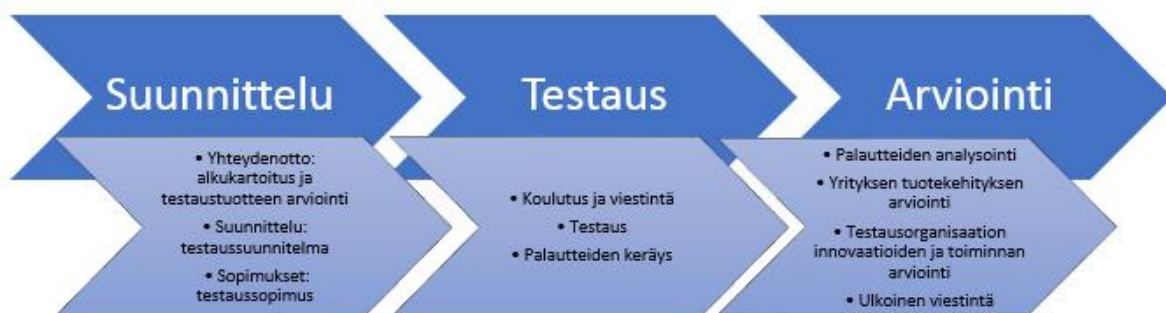 Suunnittelu
• Yhteydenotto:
alkukartoitus ja
testaustuotteen arviointi
• Suunnittelu:
testaussuunnitelma
• Sopimukset:
testaussopimus
Testaus
• Koulutus ja viestintä
• Testaus
• Palautteiden keräys
Arviointi
• Palautteiden analysointi
• Yrityksen tuotekehityksen
arviointi
• Testausorganisaation
innovaatioiden ja toiminnan
arviointi
• Ulkoinen viestintä